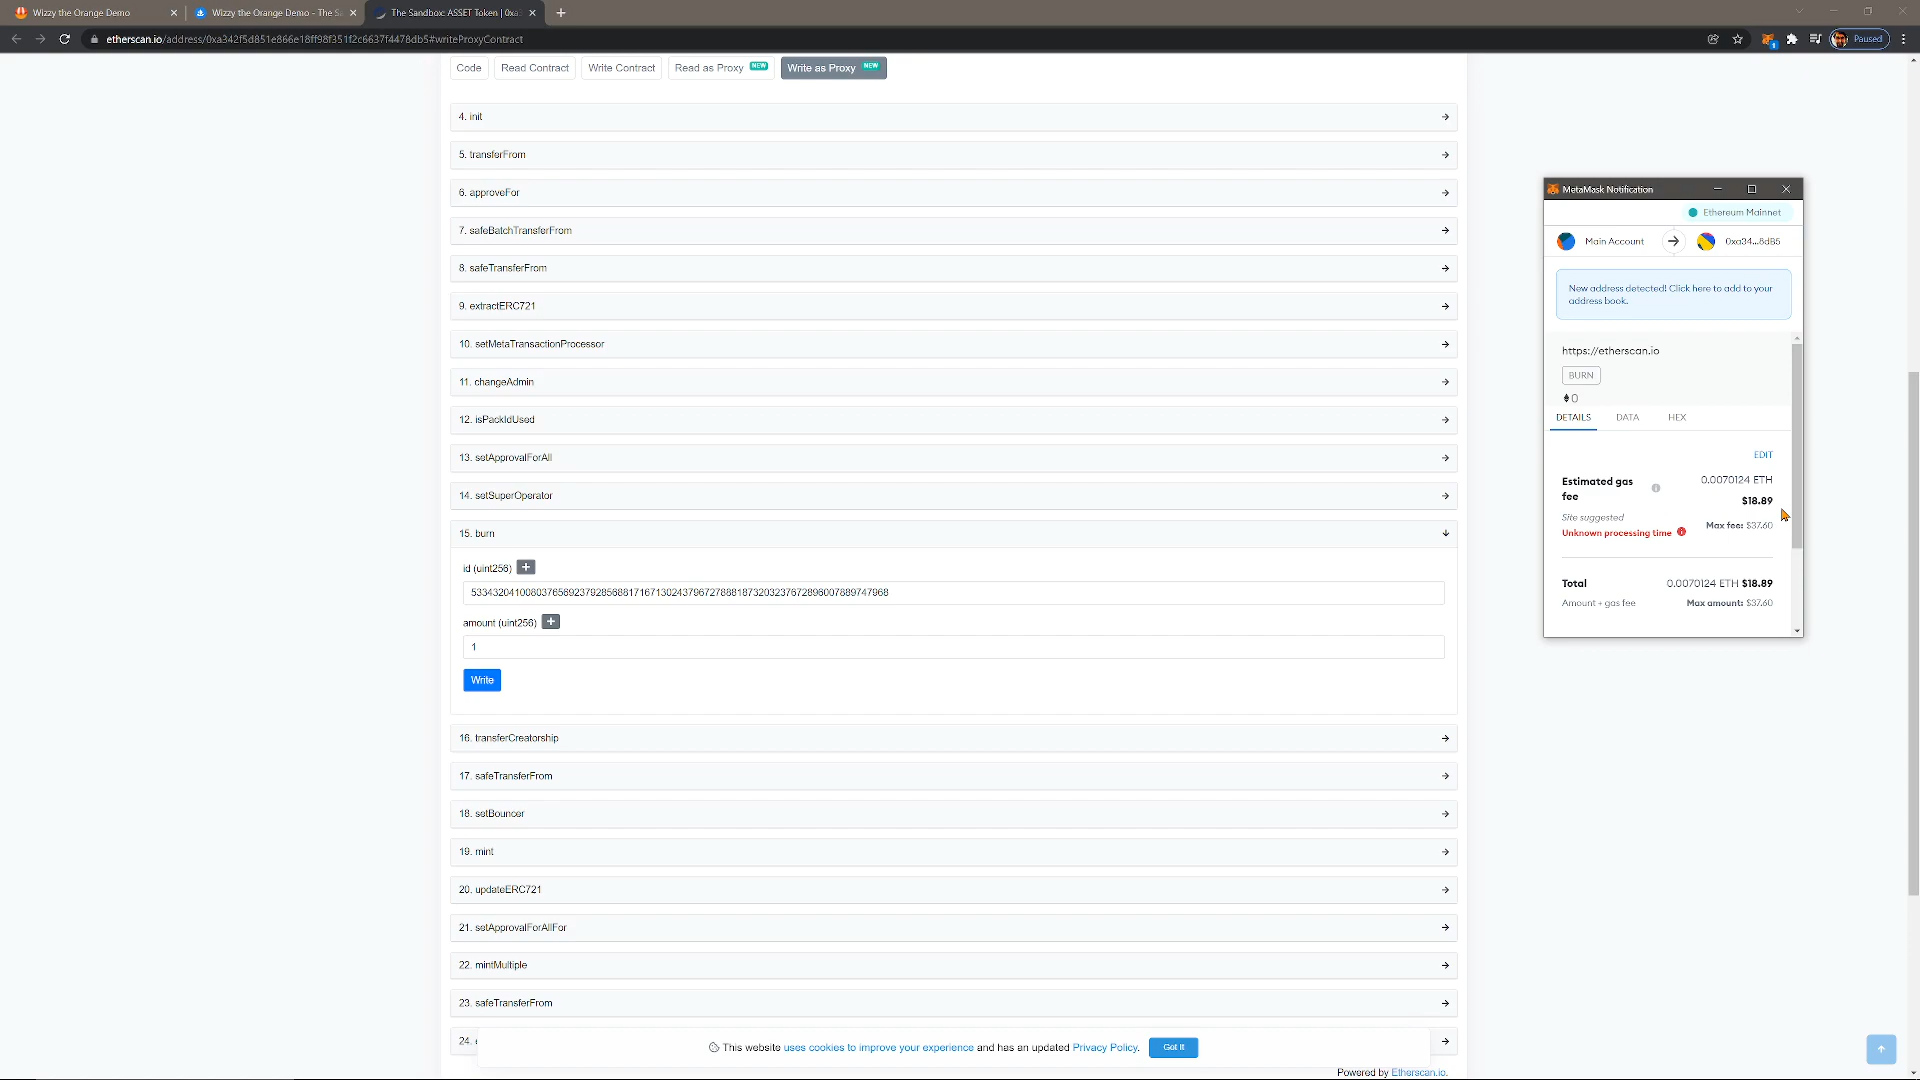 Wizzy the Orange Demo
Wizzy the Orange Demo - The Sa
The Sandbox: ASSET Token | 0xa3
etherscan.io/address/0xa342f5d851e866e18ff98f351f2c6637f4478db5#writeProxyContract
Paused
Code
Read Contract
Write Contract
Read as Proxy NEW
Write as Proxy NEW
4. init
5. transferFrom
6. approveFor
7. safeBatchTransferFrom
8. safeTransferFrom
9. extractERC721
10. setMetaTransactionProcessor
11. changeAdmin
12. isPackIdUsed
13. setApprovalForAll
14. setSuperOperator
15. burn
id (uint256)
53343204100803765692379285688171671302437967278881873203237672896007889747968
amount (uint256)
1
Write
16. transferCreatorship
17. safeTransferFrom
18. setBouncer
19. mint
20. updateERC721
21. setApprovalForAllFor
22. mintMultiple
23. safeTransferFrom
24.
This website uses cookies to improve your experience and has an updated Privacy Policy.
Got It
Powered by Etherscan.io.
MetaMask Notification
Ethereum Mainnet
Main Account
0xa34...8dB5
New address detected! Click here to add to your
address book.
https://etherscan.io
BURN
0
DETAILS
DATA
HEX
EDIT
Estimated gas
fee
0.0070124 ETH
$18.89
Site suggested
Max fee: $37.60
Unknown processing time
Total
0.0070124 ETH $18.89
Amount + gas fee
Max amount: $37.60